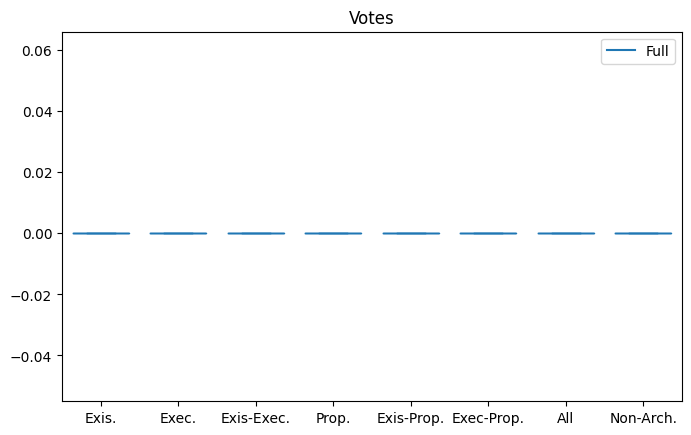 Votes
Full
0.06
0.04
0.02
0.00
−0.02
−0.04
Exis. Exec. Exis-Exec. Prop. Exis-Prop. Exec-Prop. All Non-Arch.